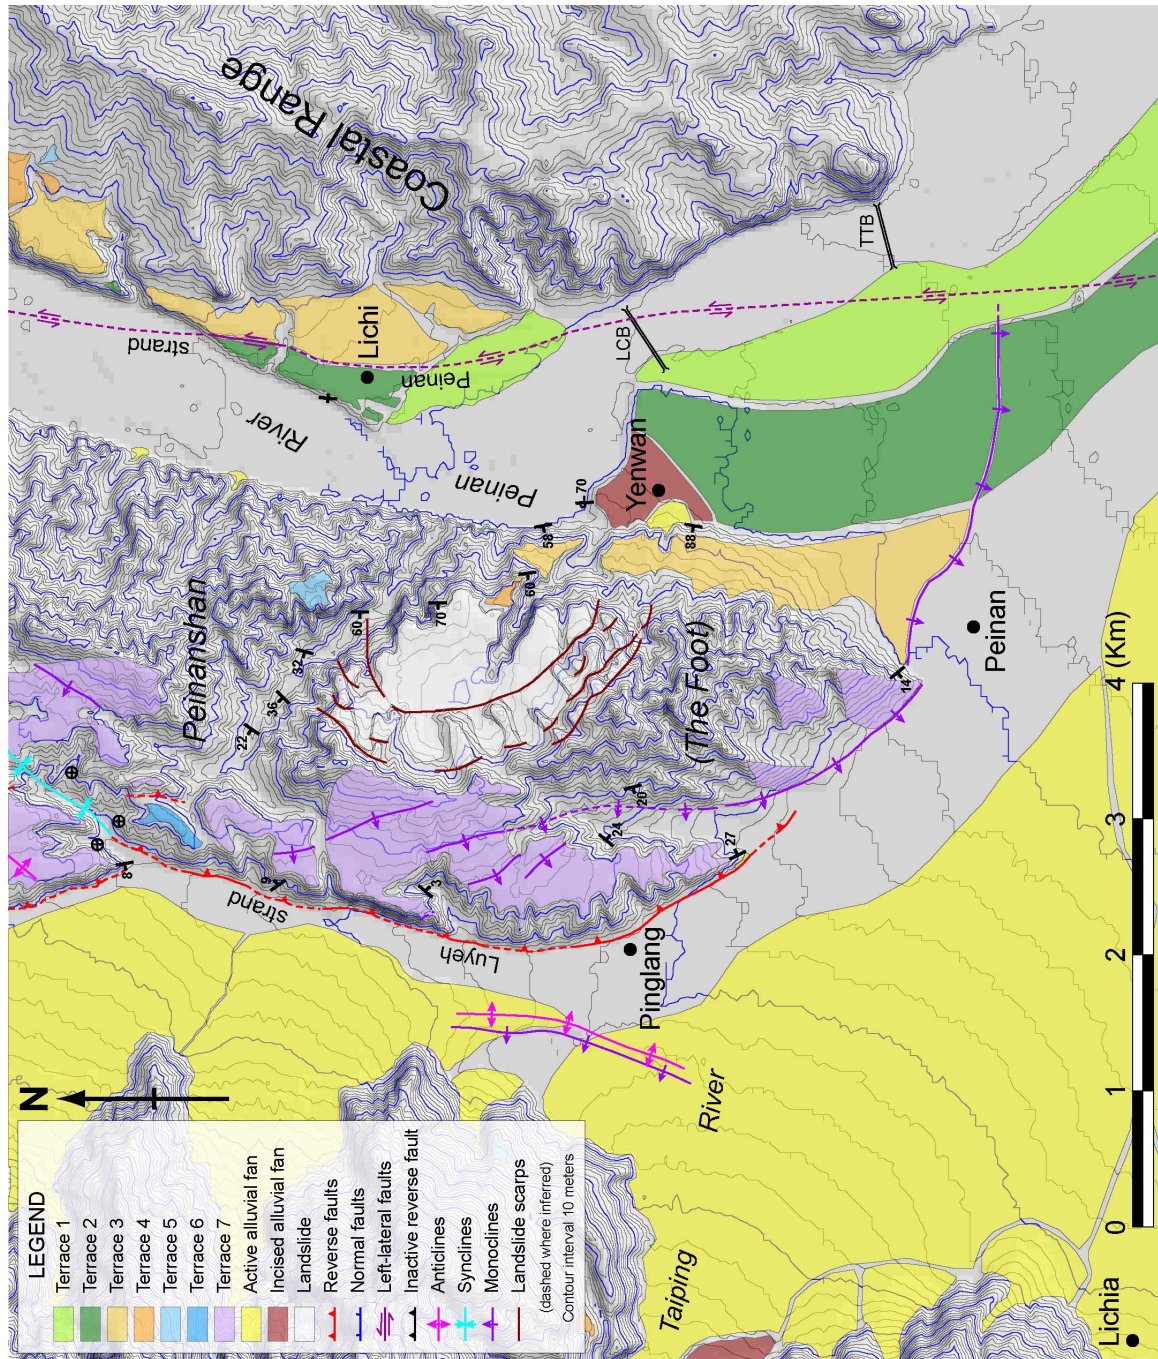 LEGEND
Terrace 1
Terrace 2
Terrace 3
Terrace 4
Terrace 5
Terrace 6
Terrace 7
Active alluvial fan
Incised alluvial fan
Landslide
Reverse faults
Normal faults
Left-lateral faults
Inactive reverse fault
Anticlines
Synclines
Monoclines
Landslide scarps
(dashed where inferred)
Contour interval 10 meters
N
Coastal Range
Peinanshan
(The Foot)
strand
Lichi
Peinan
River
Peinan
LCB
TTB
Yenwan
Peinan
strand
Luyeh
Pinglang
River
Taiping
Lichia
70
58
88
60
70
60
32
36
22
8
9
3
24
20
27
14
0
1
2
3
4 (Km)